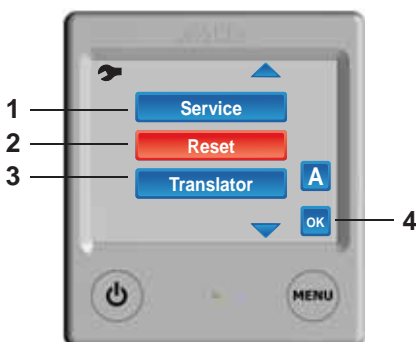 1 Service
2 Reset
3 Translator
A
OK 4
MENU